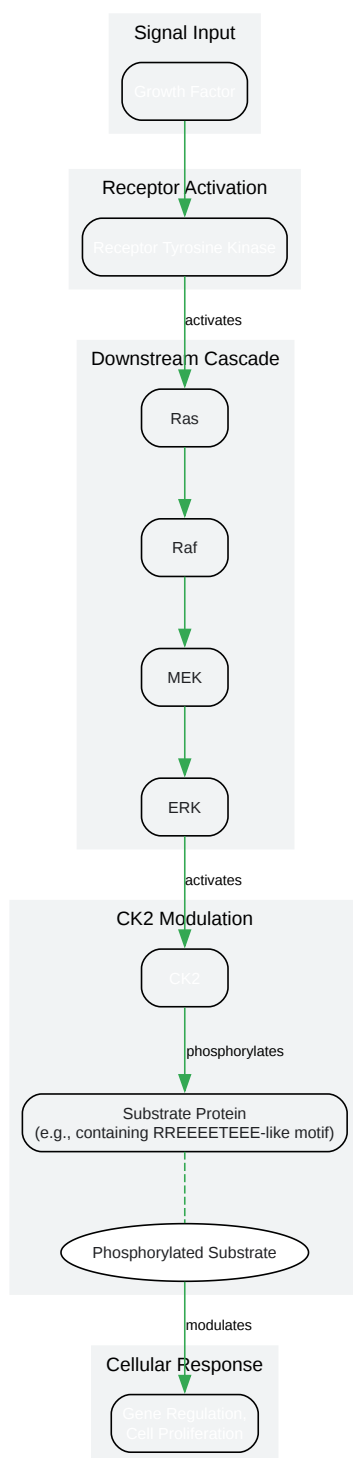 Signal Input
Growth Factor
Receptor Activation
Receptor Tyrosine Kinase
activates
Downstream Cascade
Ras
Raf
MEK
ERK
activates
CK2 Modulation
CK2
phosphorylates
Substrate Protein
(e.g., containing RREEEETEEE-like motif)
Phosphorylated Substrate
modulates
Cellular Response
Gene Regulation,
Cell Proliferation